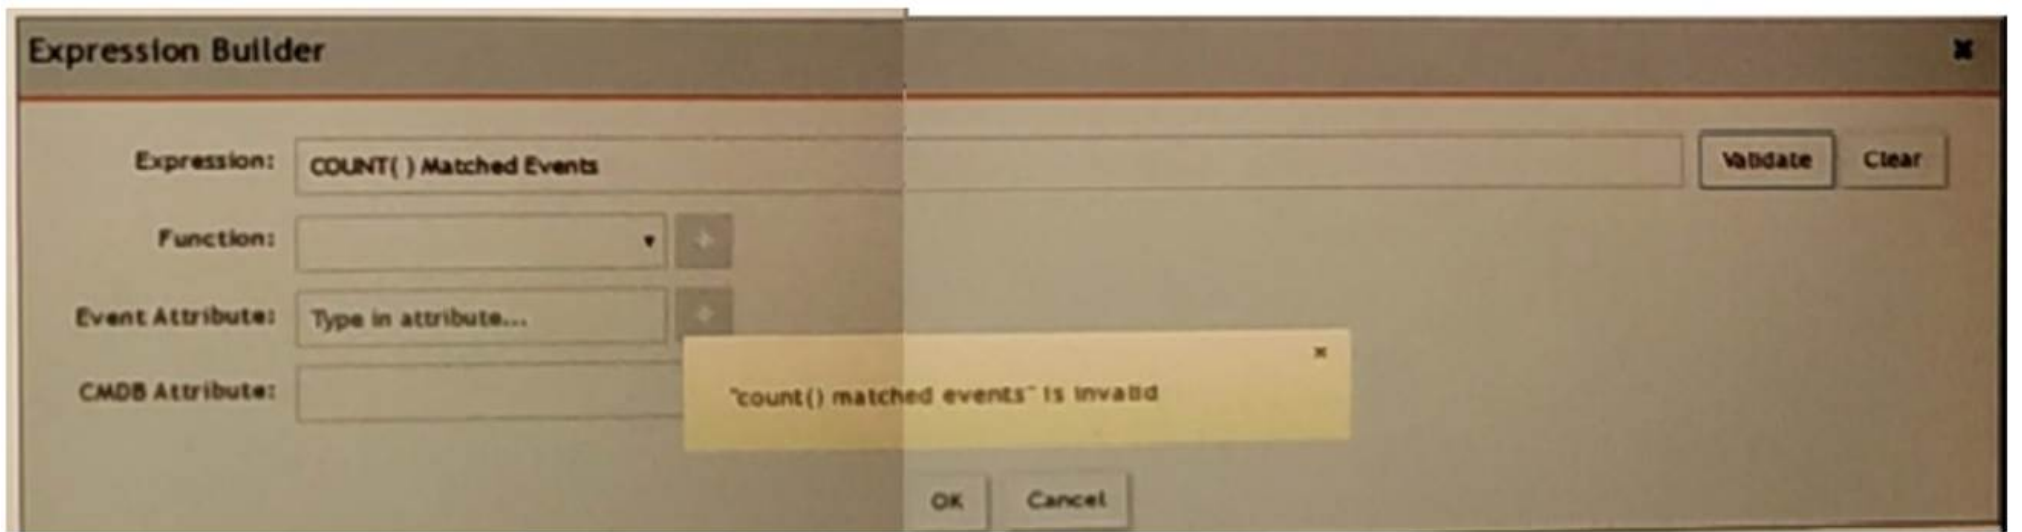 Expression Builder ✖
Expression: COUNT( ) Matched Events Validate Clear
Function: ▼ +
Event Attribute: Type in attribute... +
CMDB Attribute:
"count() matched events" is invalid ✖
OK Cancel